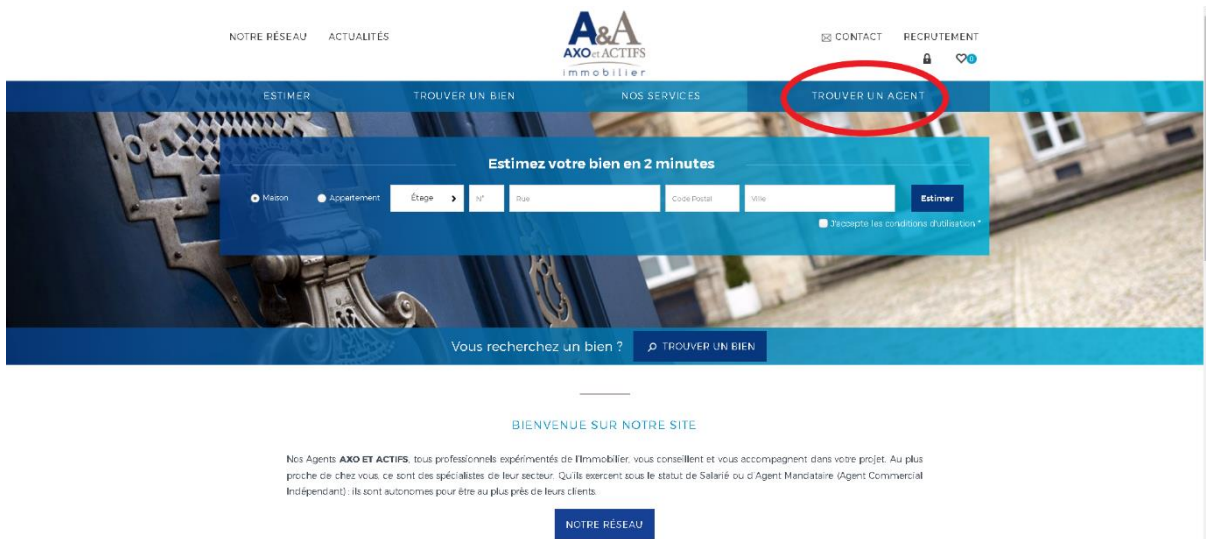 NOTRE RÉSEAU ACTUALITÉS
A&A
AXO et ACTIFS
immobilier
CONTACT RECRUTEMENT
0
ESTIMER TROUVER UN BIEN NOS SERVICES TROUVER UN AGENT
Estimez votre bien en 2 minutes
Maison Appartement Étage N° Rue Code Postal Ville Estimer
J'accepte les conditions d'utilisation *
Vous recherchez un bien ? TROUVER UN BIEN
BIENVENUE SUR NOTRE SITE
Nos Agents AXO ET ACTIFS, tous professionnels expérimentés de l'Immobilier, vous conseillent et vous accompagnent dans votre projet. Au plus
proche de chez vous, ce sont des spécialistes de leur secteur. Qu'ils exercent sous le statut de Salarié ou d'Agent Mandataire (Agent Commercial
Indépendant) : ils sont autonomes pour être au plus près de leurs clients.
NOTRE RÉSEAU